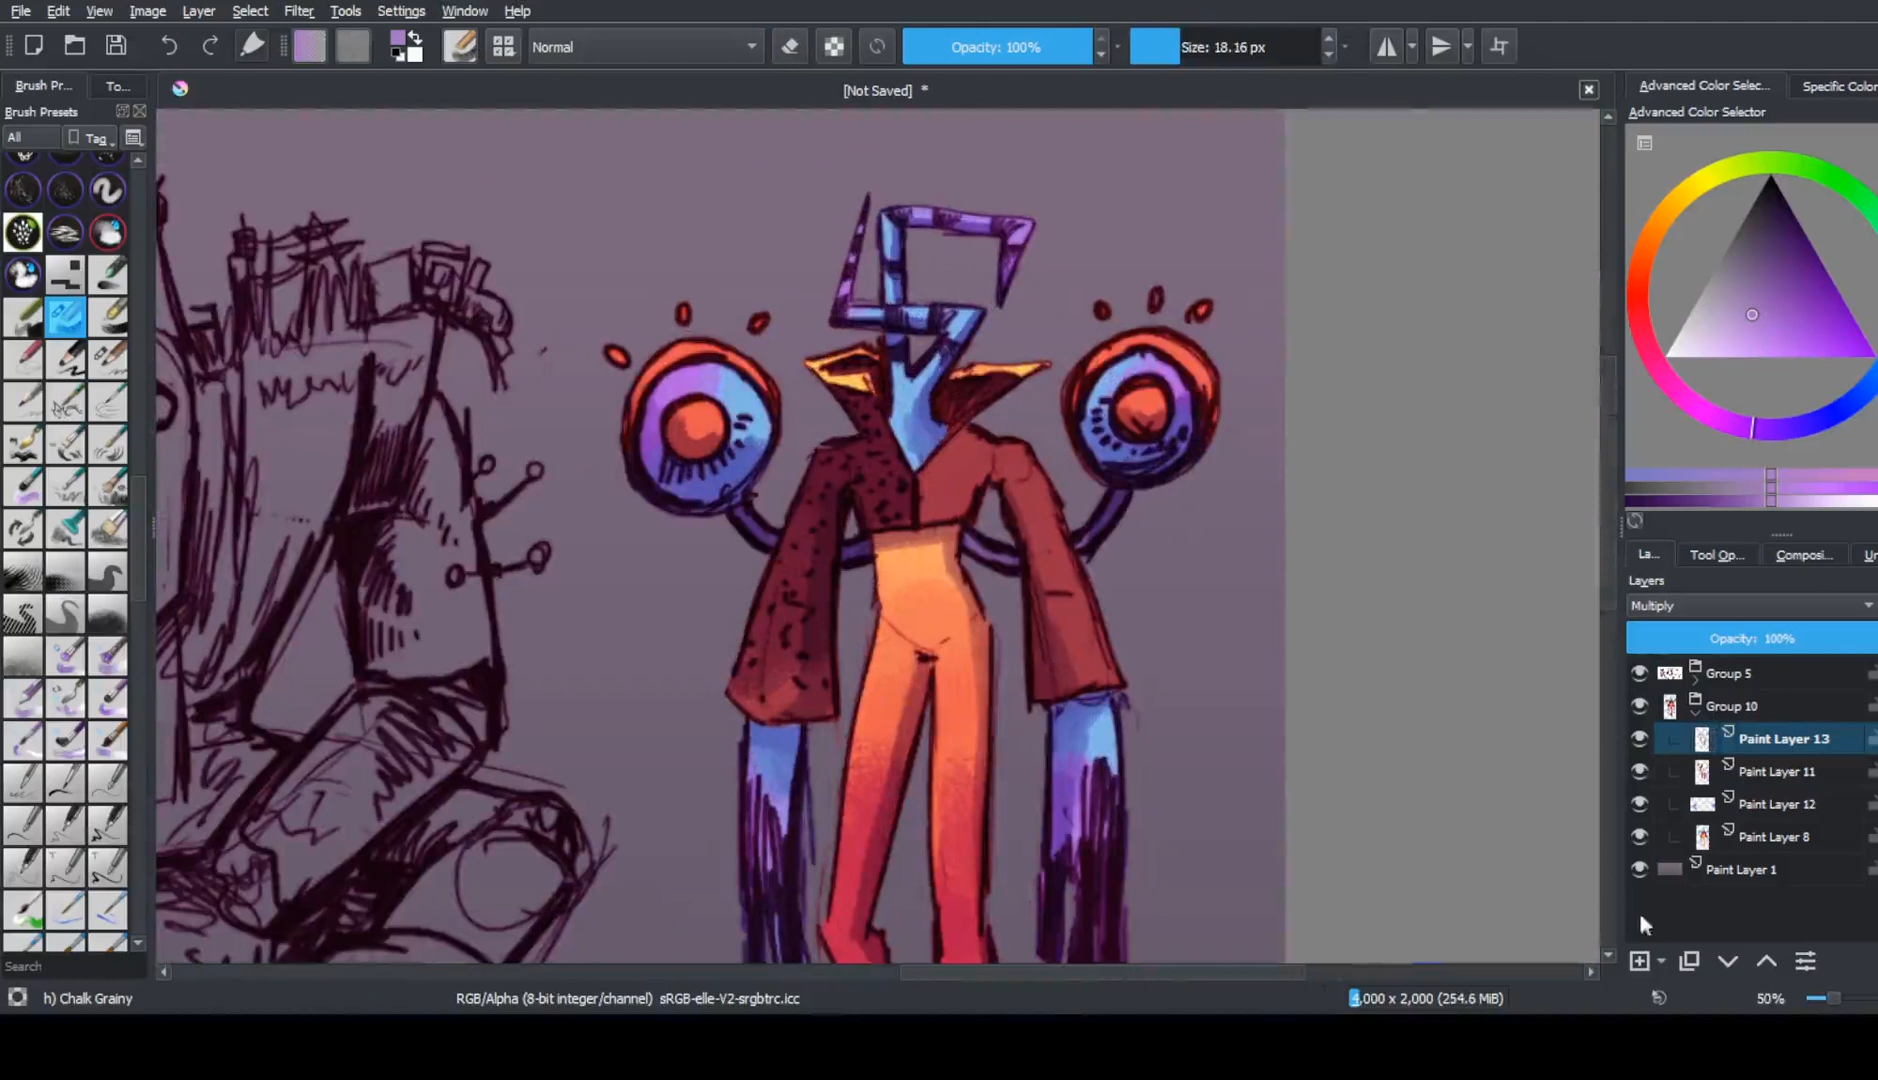 File Edit View Image Layer Select Filter Tools Settings Window Help
Normal Opacity: 100% Size: 18.16 px
Brush Pr... To... [Not Saved] * Advanced Color Selec... Specific Color
Brush Presets Advanced Color Selector
All Tag
La... Tool Op... Composi... Un
Layers
Multiply
Opacity: 100%
Group 5
Group 10
Paint Layer 13
Paint Layer 11
Paint Layer 12
Paint Layer 8
Paint Layer 1
Search
h) Chalk Grainy RGB/Alpha (8-bit integer/channel) sRGB-elle-V2-srgbtrc.icc 4,000 x 2,000 (254.6 MiB) 50%